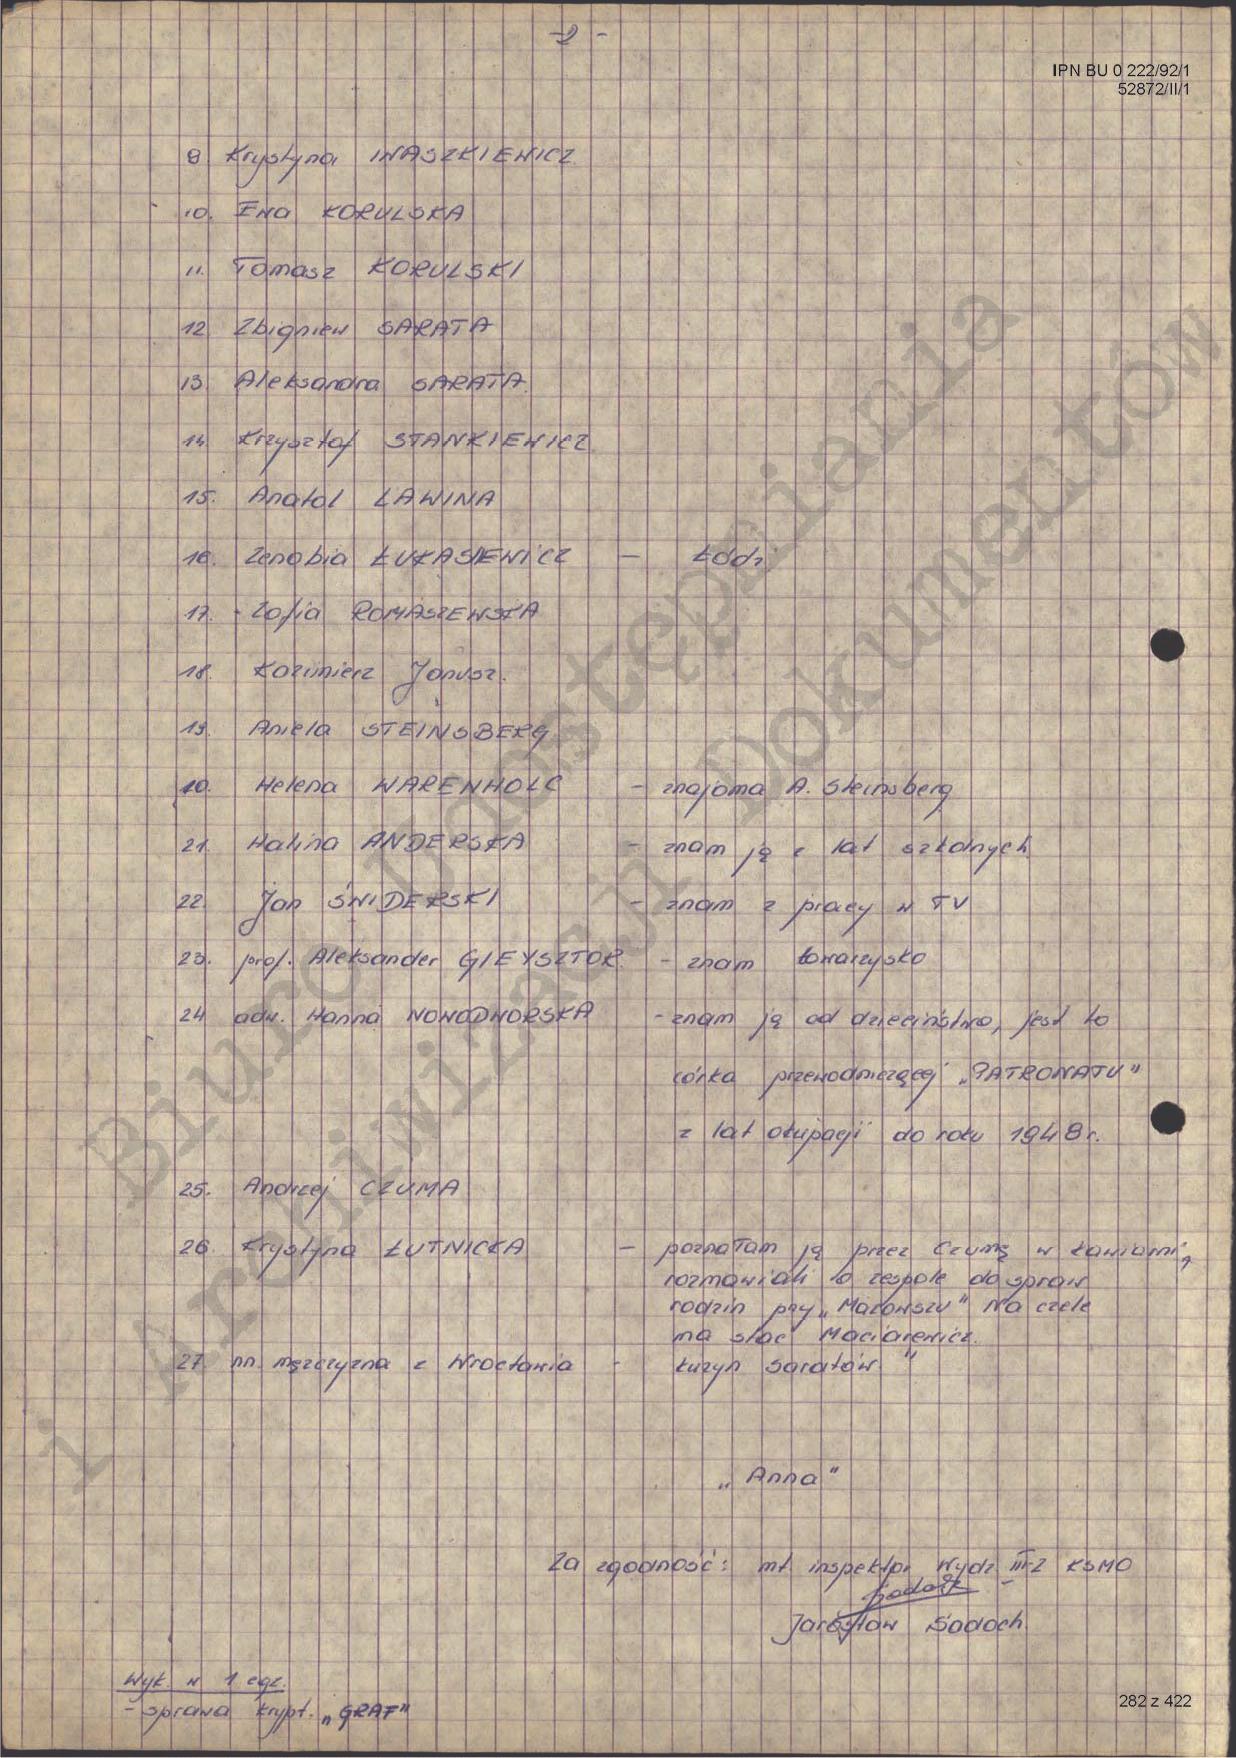 -2-
IPN BU 0 222/92/1
52872/II/1
9 Krystyna IWASZKIEWICZ
10. Ewa KORULSKA
11. Tomasz KORULSKI
12 Zbigniew SARATA
13. Aleksandra SARATA
14. Krzysztof STANKIEWICZ
15. Anatol LAWINA
16. Zenobia ŁUKASIEWICZ - Łódź
17. - Zofia ROMASZEWSKA
18. Kazimierz Janusz.
19. Aniela STEINSBERG
20. Helena WARENHOLC - znajoma A. Steinsberg
21. Halina ANDERSKA - znam ją z lat szkolnych
22. Jan ŚWIDERSKI - znam z pracy w TV
23. prof. Aleksander GIEYSZTOR - znam towarzysko
24 adw. Hanna NOWODWORSKA - znam ją od dzieciństwa, jest to
córka przewodniczącej „PATRONATU"
z lat okupacji do roku 1948 r.
25. Andrzej CZUMA
26. Krystyna ŁUTNICKA - poznałam ją przez Czumę w kawiarni,
rozmawiali o zespole do spraw
rodzin przy „Mazowszu" Na czele
ma stać Macierewicz.
27. nn. mężczyzna z Wrocławia - kuzyn Saratów "
„Anna"
Za zgodność: mł inspektor Wydz III-2 KSMO
Jarosław Sadoch
Wyk. w 1 egz.
- sprawa krypt. „GRAF"
282 z 422
Biuro Udostępniania
i Archiwizacji Dokumentów